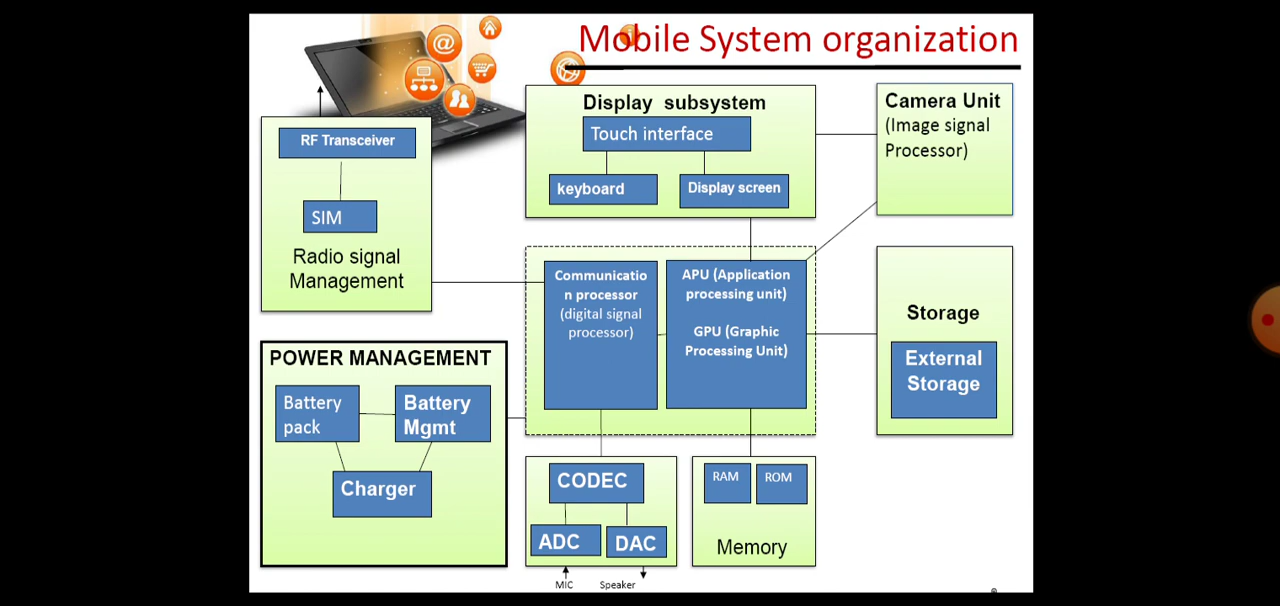 Mobile System organization
RF Transceiver
SIM
Radio signal
Management
Display subsystem
Touch interface
keyboard
Display screen
Camera Unit
(Image signal
Processor)
Communicatio
n processor
(digital signal
processor)
APU (Application
processing unit)
GPU (Graphic
Processing Unit)
Storage
External
Storage
POWER MANAGEMENT
Battery
pack
Battery
Mgmt
Charger
CODEC
ADC
DAC
MIC
Speaker
RAM
ROM
Memory